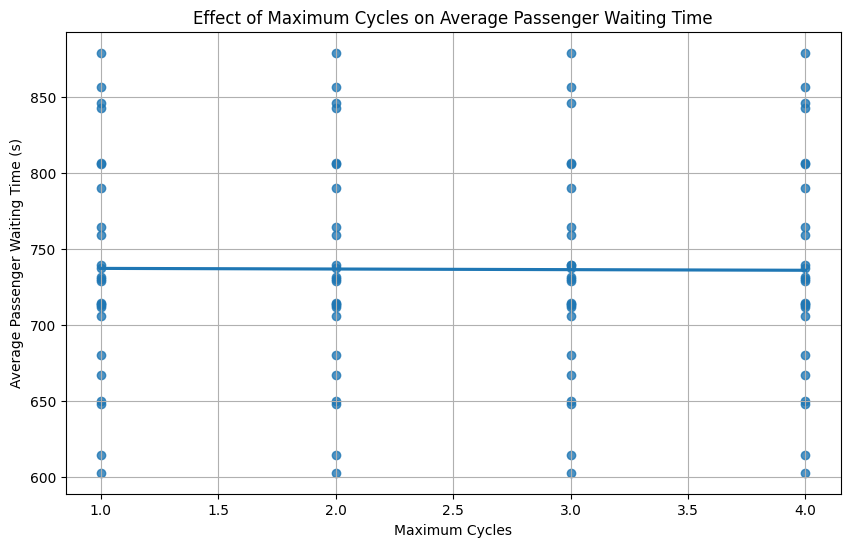 Effect of Maximum Cycles on Average Passenger Waiting Time
Average Passenger Waiting Time (s)
850
800
750
700
650
600
1.0 1.5 2.0 2.5 3.0 3.5 4.0
Maximum Cycles